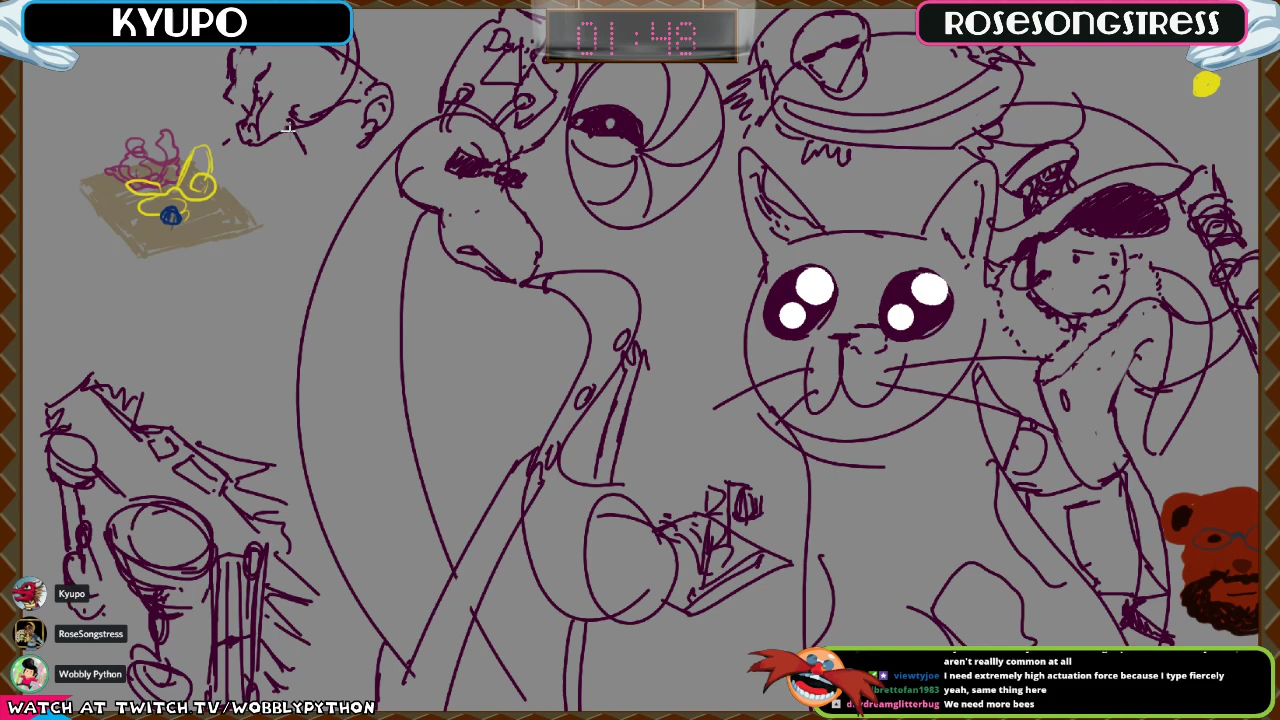 KYUPO
01:48
ROSESONGSTRESS
Kyupo
RoseSongstress
Wobbly Python
WATCH AT TWITCH.TV/WOBBLYPYTHON
aren't reallly common at all
viewtyjoe I need extremely high actuation force because I type fiercely
brettofan1983 yeah, same thing here
daydreamglitterbug We need more bees